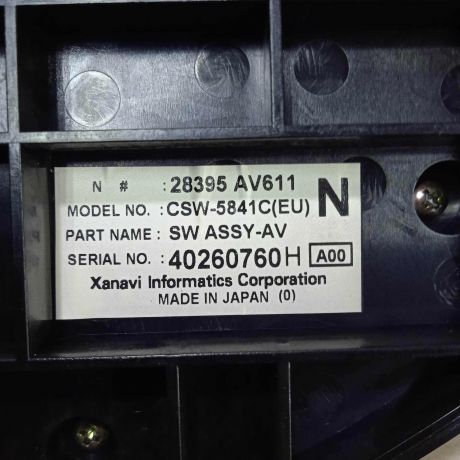 N # : 28395 AV611
MODEL NO. : CSW-5841C(EU) N
PART NAME : SW ASSY-AV
SERIAL NO. : 40260760H A00
Xanavi Informatics Corporation
MADE IN JAPAN (0)